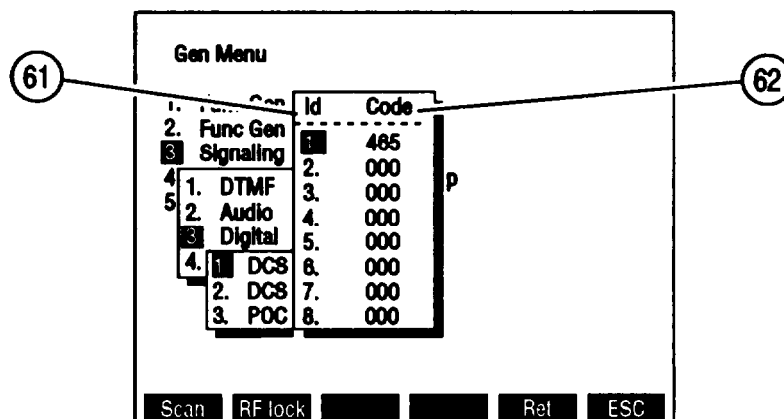 Gen Menu
61
62
Id Code
1.
2. Func Gen
3 Signaling
4
5
1. DTMF
2. Audio
3 Digital
4.
1 DCS
2. DCS
3. POC
1 465
2. 000
3. 000
4. 000
5. 000
6. 000
7. 000
8. 000
p
Scan RF lock Ret ESC